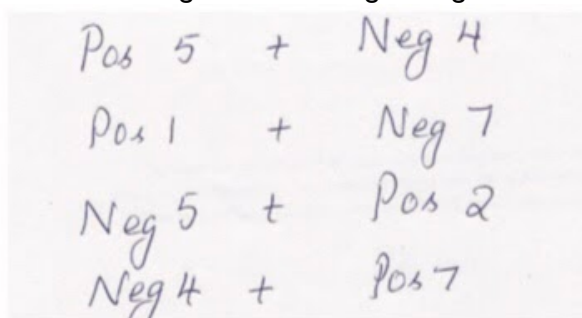 Pos 5 + Neg 4
Pos 1 + Neg 7
Neg 5 + Pos 2
Neg 4 + Pos 7